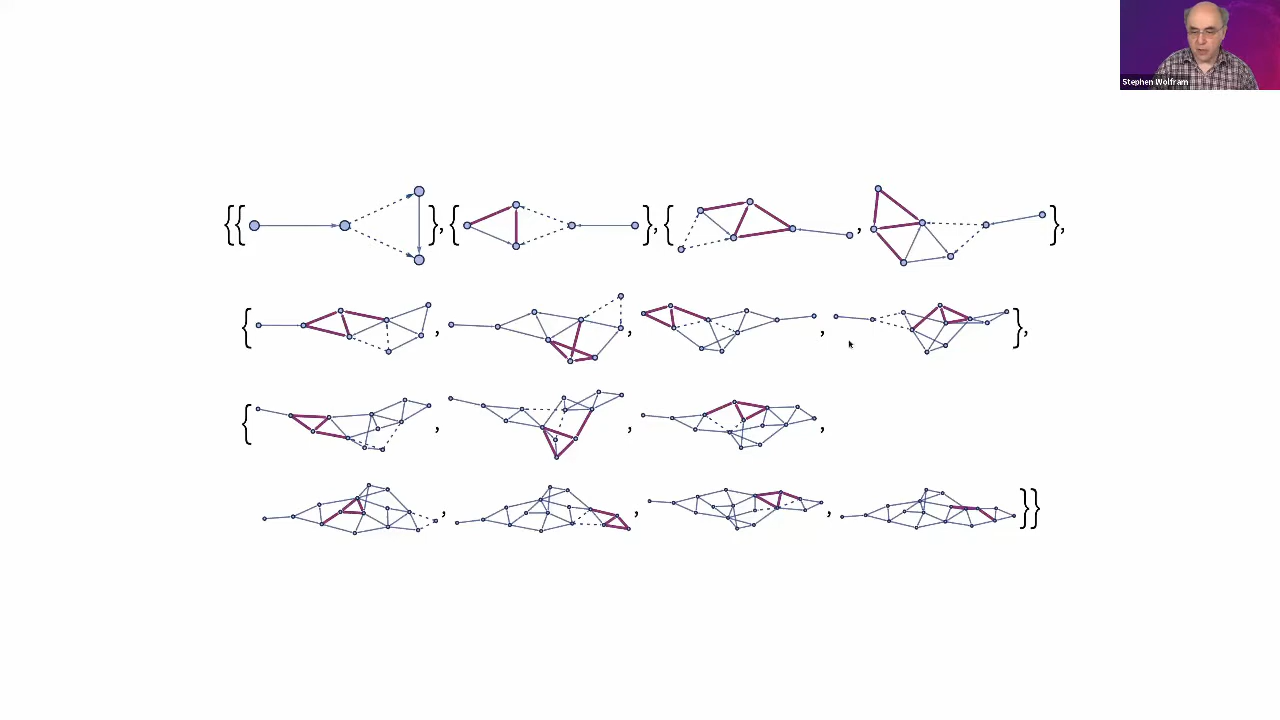 Stephen Wolfram
{{ }, { }, { , },
{ , , , },
{ , , ,
, , , }}